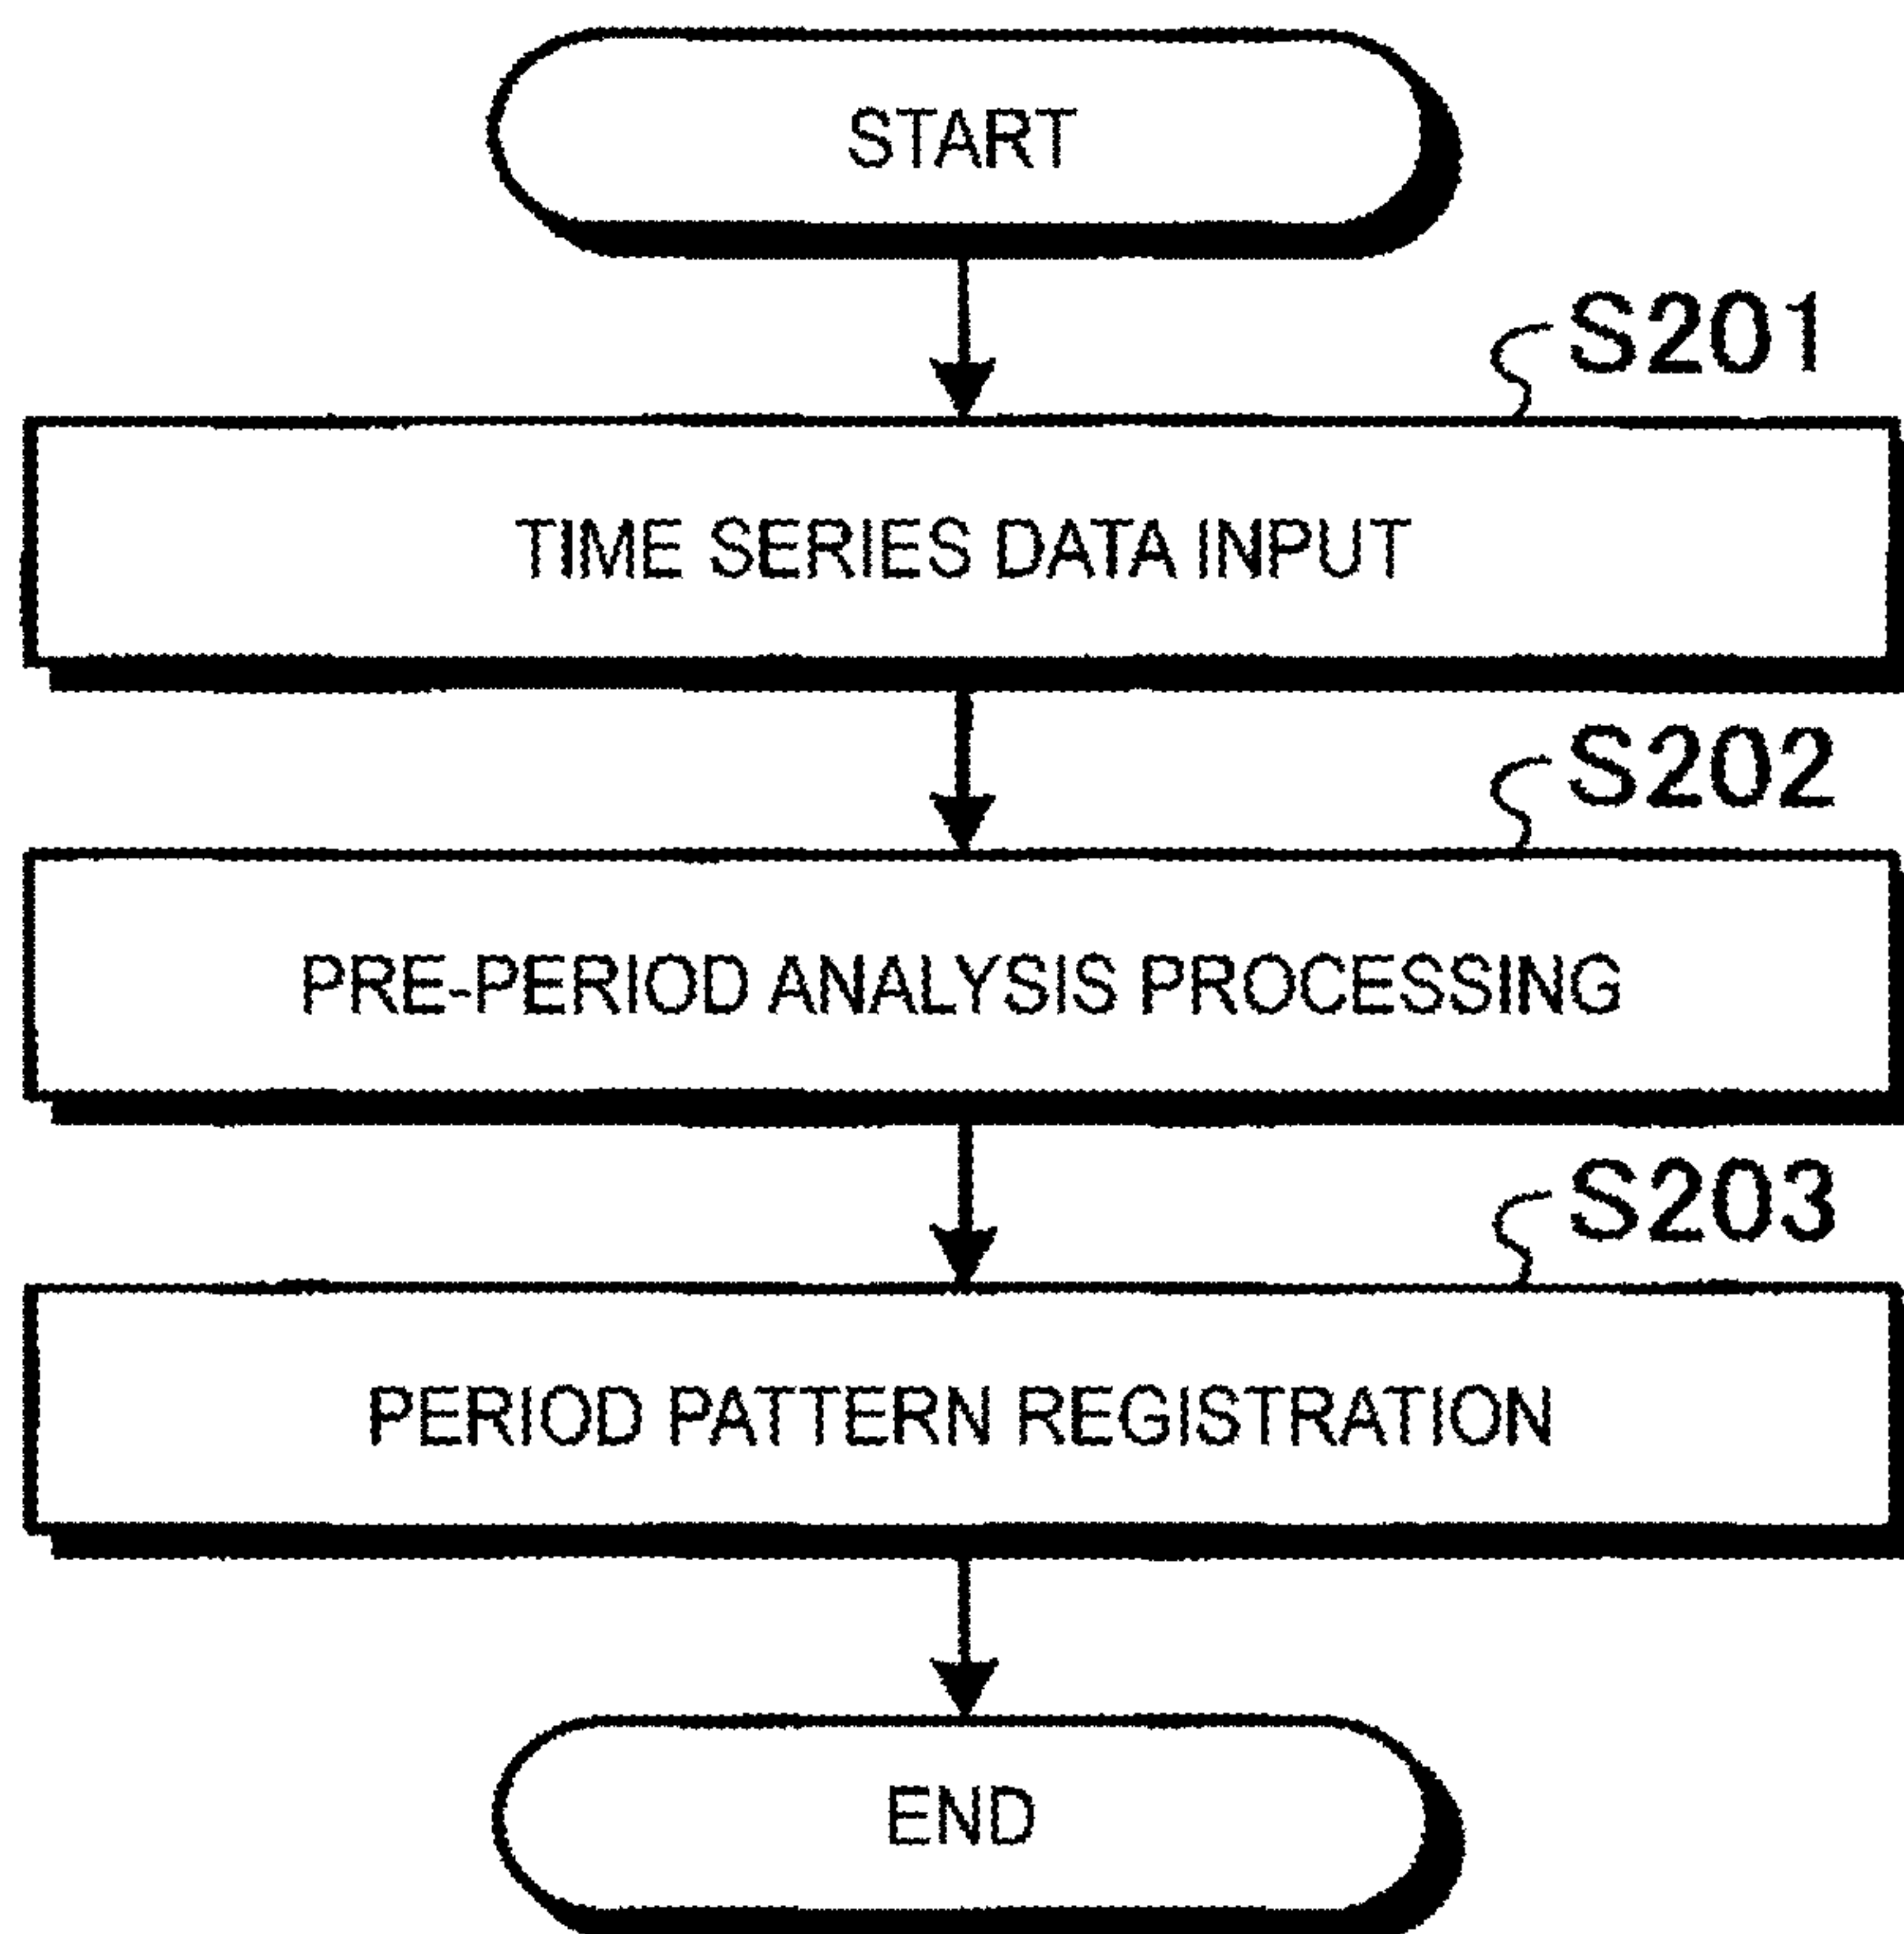 START
S201
TIME SERIES DATA INPUT
S202
PRE-PERIOD ANALYSIS PROCESSING
S203
PERIOD PATTERN REGISTRATION
END